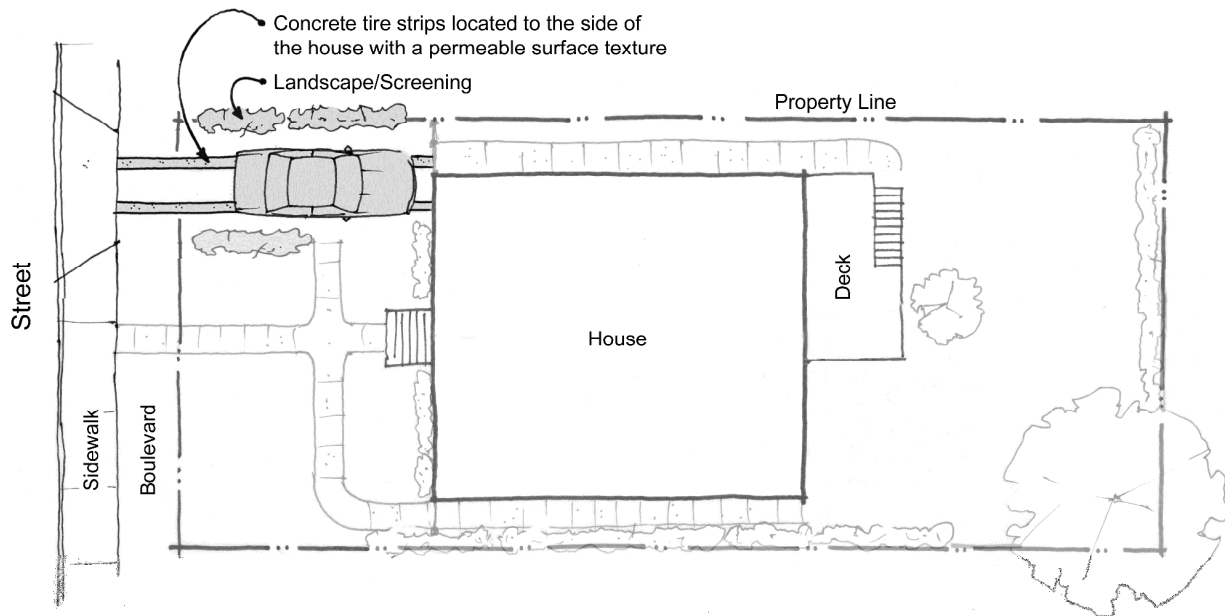 Concrete tire strips located to the side of
the house with a permeable surface texture
Landscape/Screening
Property Line
Street
Sidewalk
Boulevard
House
Deck